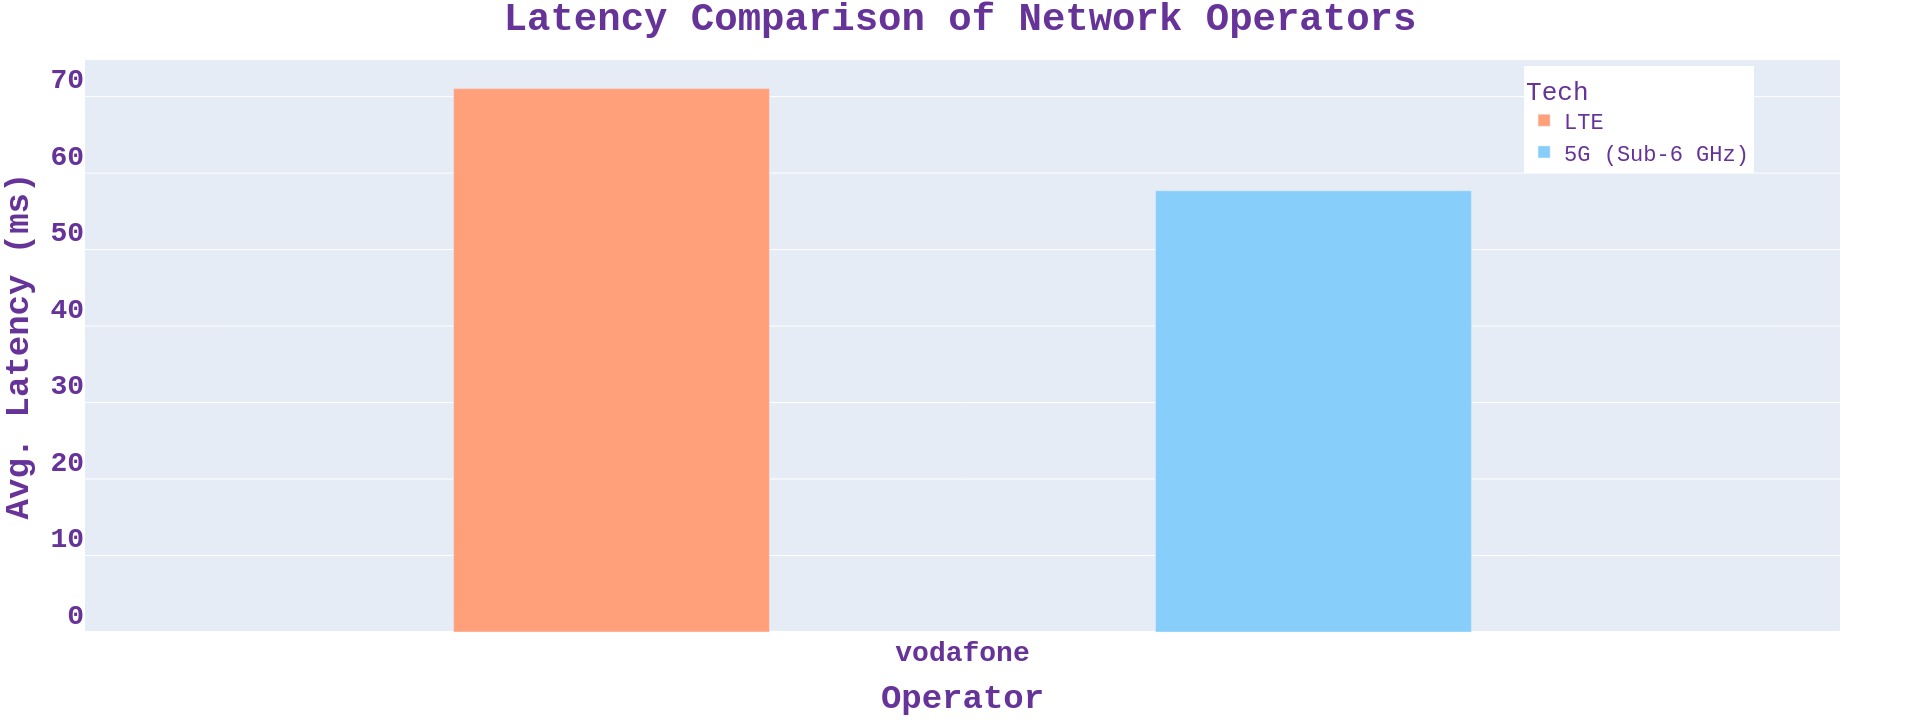 Latency Comparison of Network Operators
70
60
50
40
30
20
10
0
Avg. Latency (ms)
Tech
LTE
5G (Sub-6 GHz)
vodafone
Operator